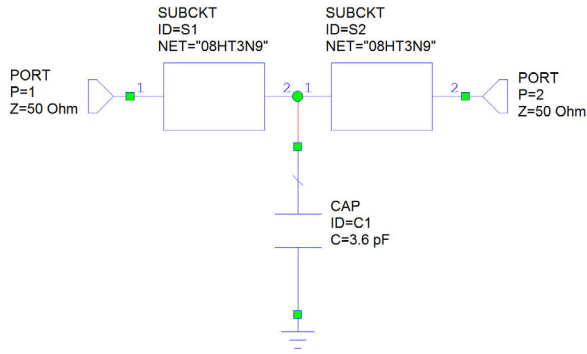 SUBCKT
ID=S1
NET="08HT3N9"
SUBCKT
ID=S2
NET="08HT3N9"
PORT
P=1
Z=50 Ohm
1
2
1
2
PORT
P=2
Z=50 Ohm
CAP
ID=C1
C=3.6 pF